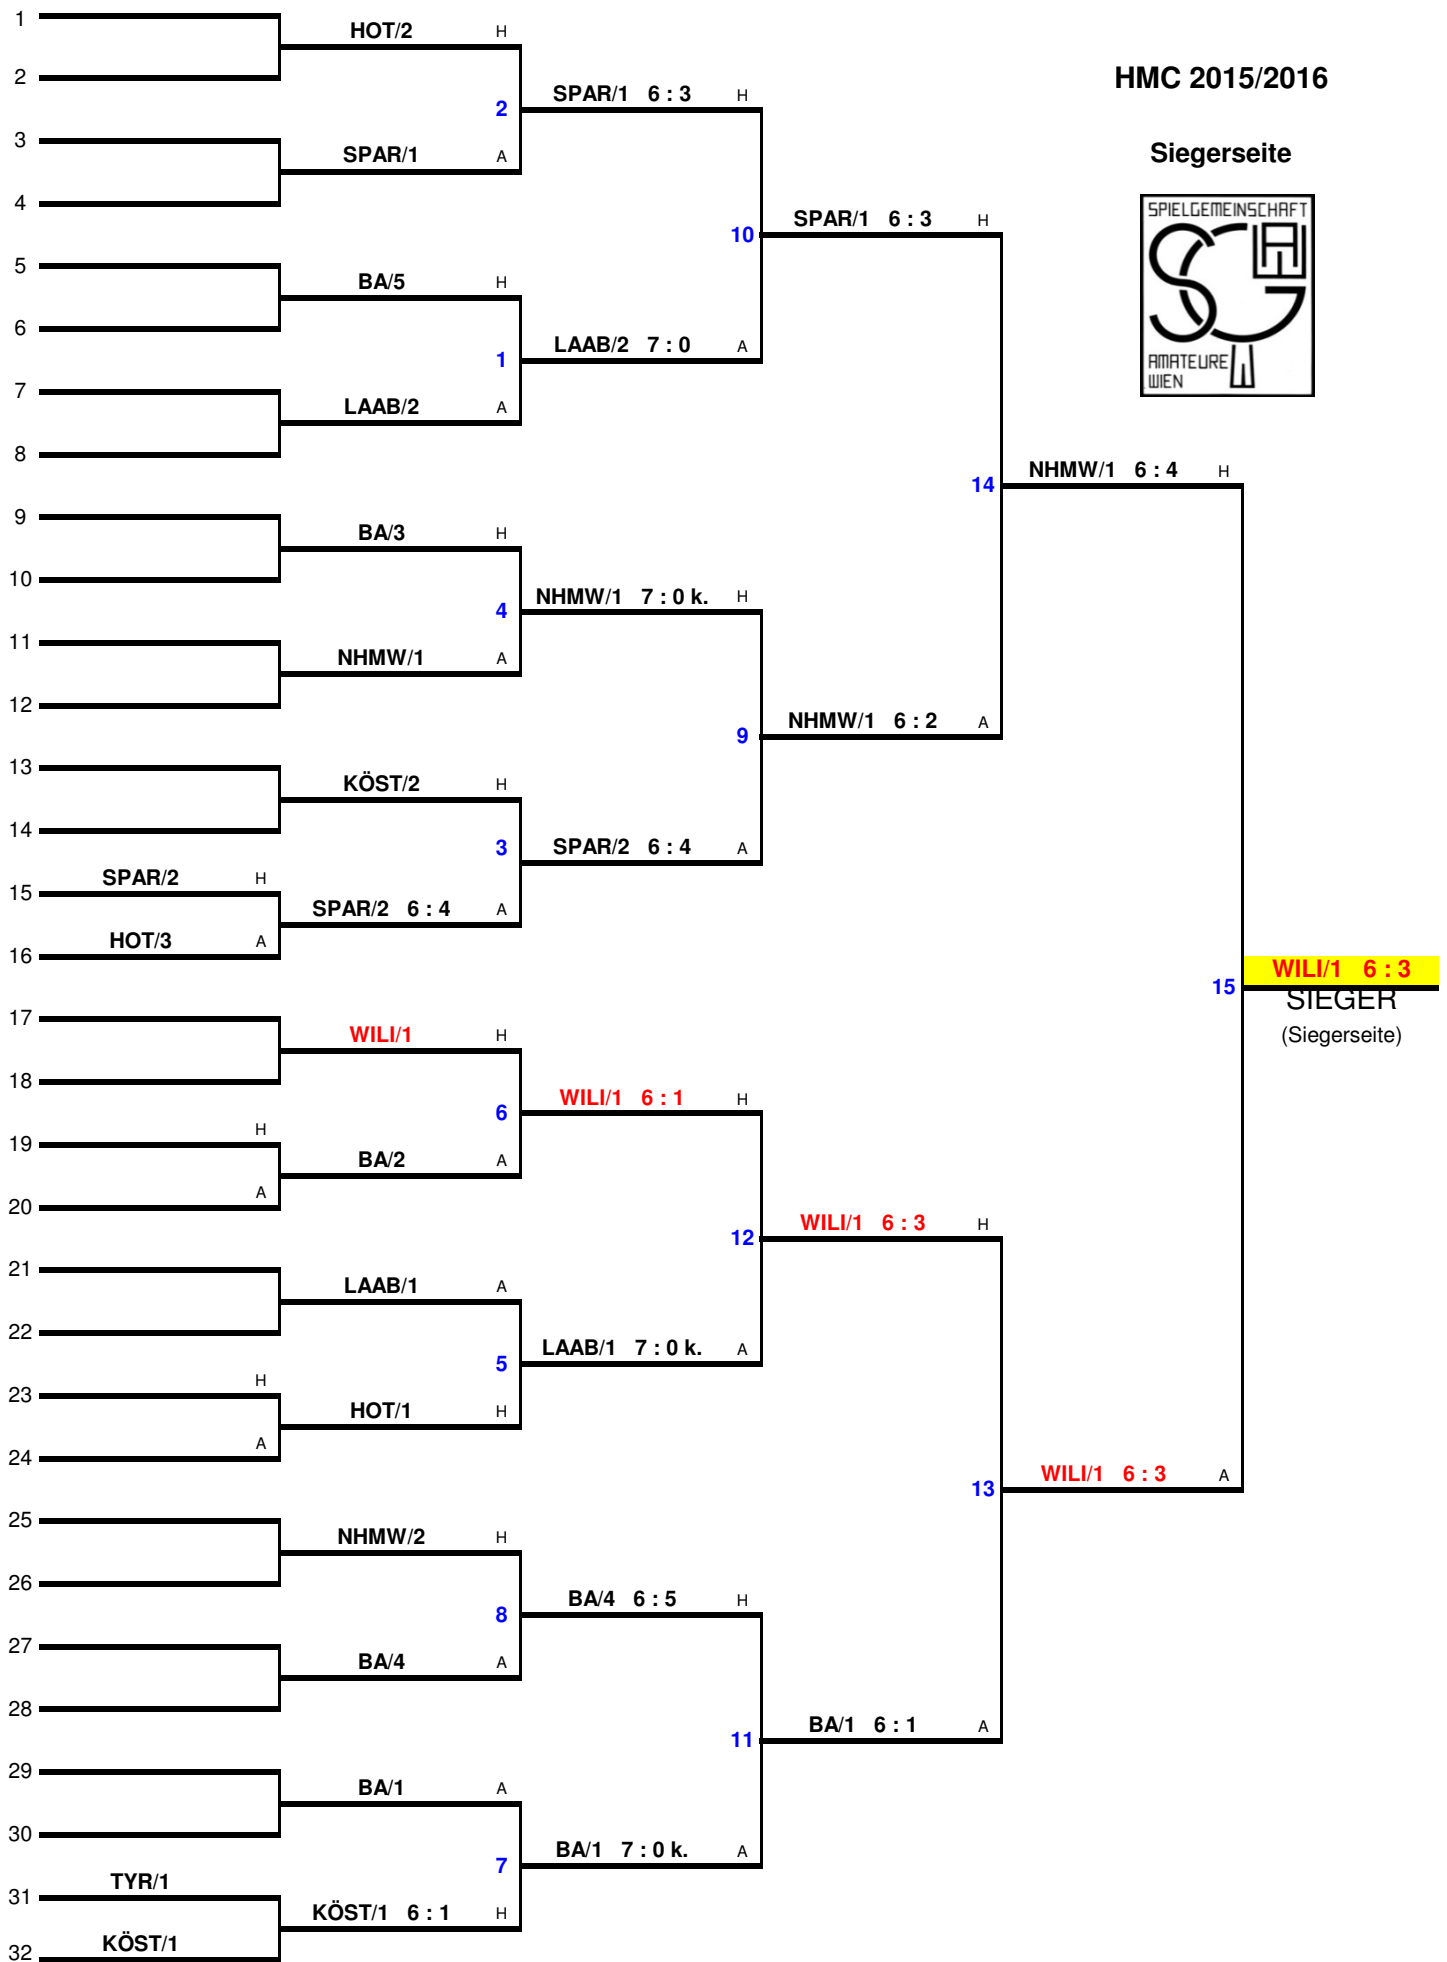 1
HOT/2 H
HMC 2015/2016
2
SPAR/1 6 : 3 H
2
3
SPAR/1 A
Siegerseite
4
SPIELGEMEINSCHAFT
SCHAW
AMATEURE
WIEN
SPAR/1 6 : 3 H
10
5
BA/5 H
6
LAAB/2 7 : 0 A
1
7
LAAB/2 A
8
NHMW/1 6 : 4 H
14
9
BA/3 H
10
NHMW/1 7 : 0 k. H
4
11
NHMW/1 A
12
NHMW/1 6 : 2 A
9
13
KÖST/2 H
14
SPAR/2 6 : 4 A
3
SPAR/2 H
15
SPAR/2 6 : 4 A
HOT/3 A
16
WILI/1 6 : 3
15
SIEGER
(Siegerseite)
17
WILI/1 H
18
WILI/1 6 : 1 H
6
H
19
BA/2 A
A
20
WILI/1 6 : 3 H
12
21
LAAB/1 A
22
LAAB/1 7 : 0 k. A
5
H
23
HOT/1 H
A
24
WILI/1 6 : 3 A
13
25
NHMW/2 H
26
BA/4 6 : 5 H
8
27
BA/4 A
28
BA/1 6 : 1 A
11
29
BA/1 A
30
BA/1 7 : 0 k. A
7
TYR/1
31
KÖST/1 6 : 1 H
KÖST/1
32